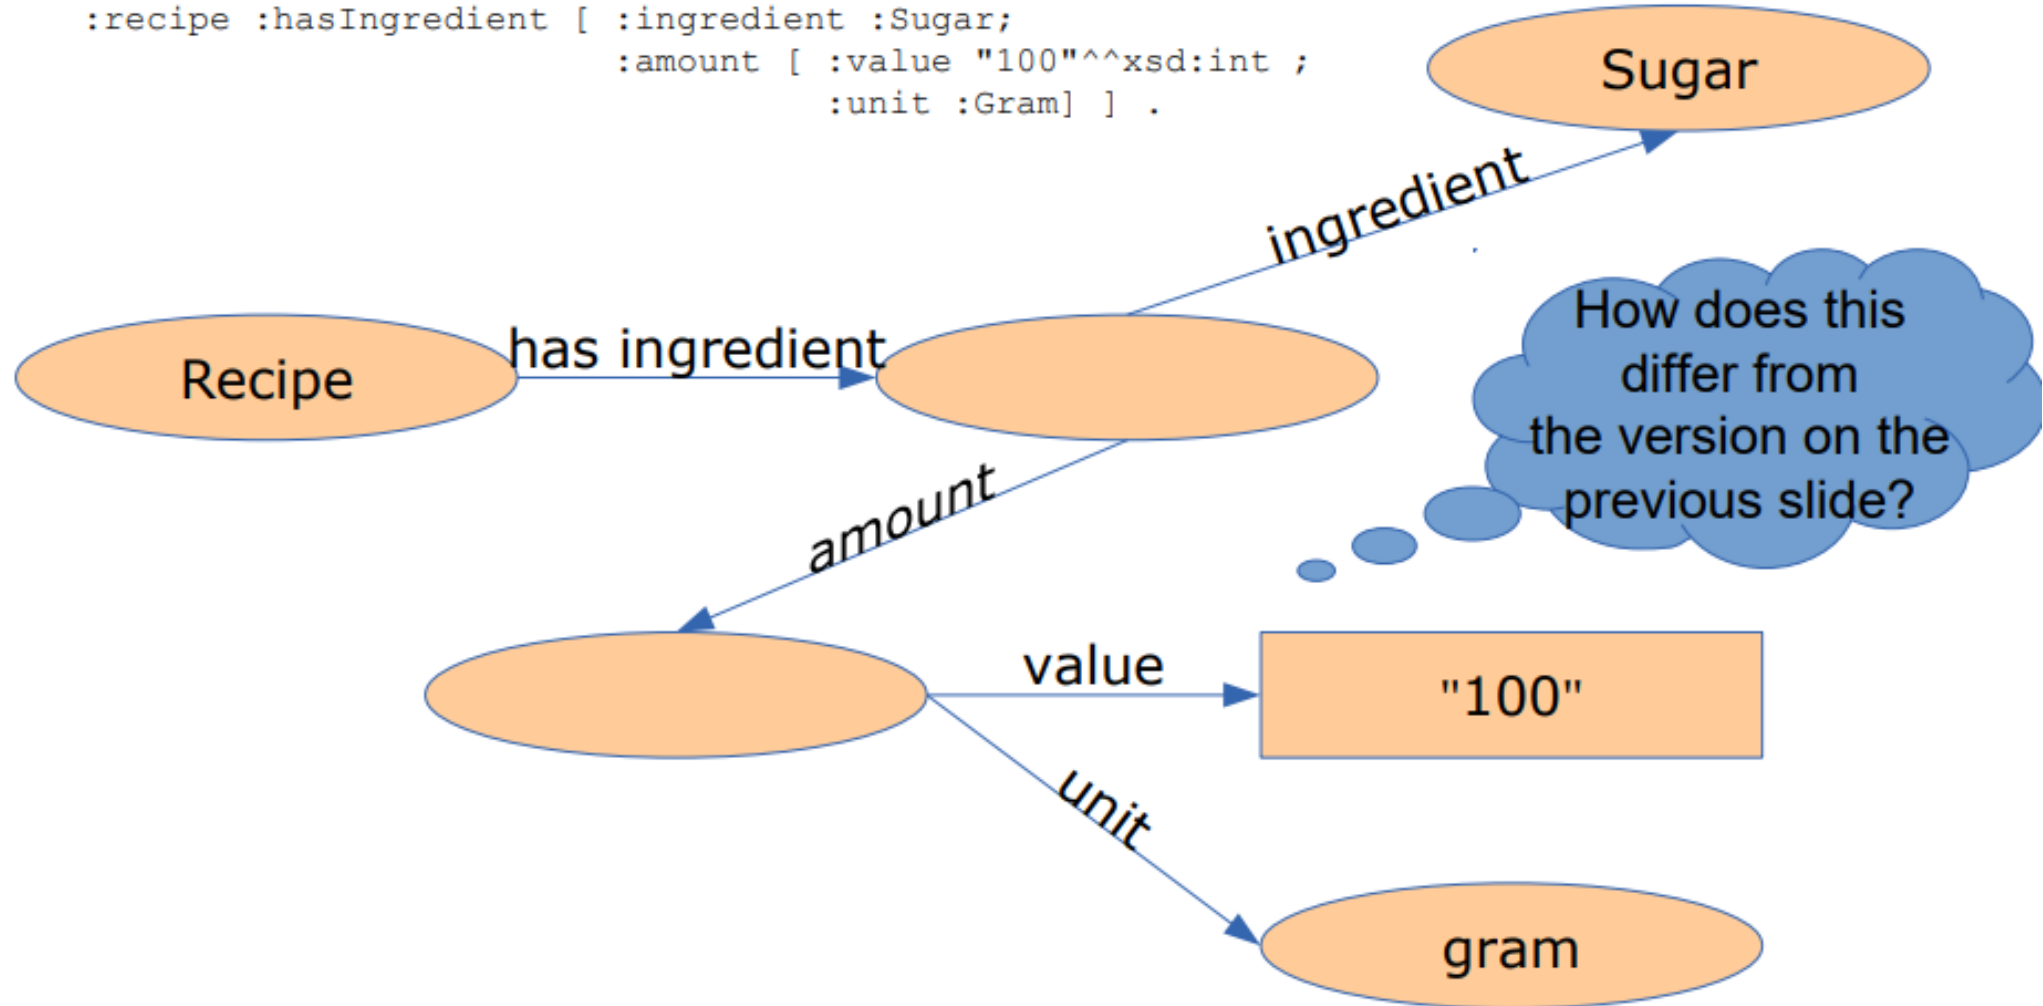 :recipe :hasIngredient [ :ingredient :Sugar;
:amount [ :value "100"^^xsd:int ;
:unit :Gram] ] .
Sugar
ingredient
How does this
differ from
the version on the
previous slide?
has ingredient
Recipe
amount
value
"100"
unit
gram